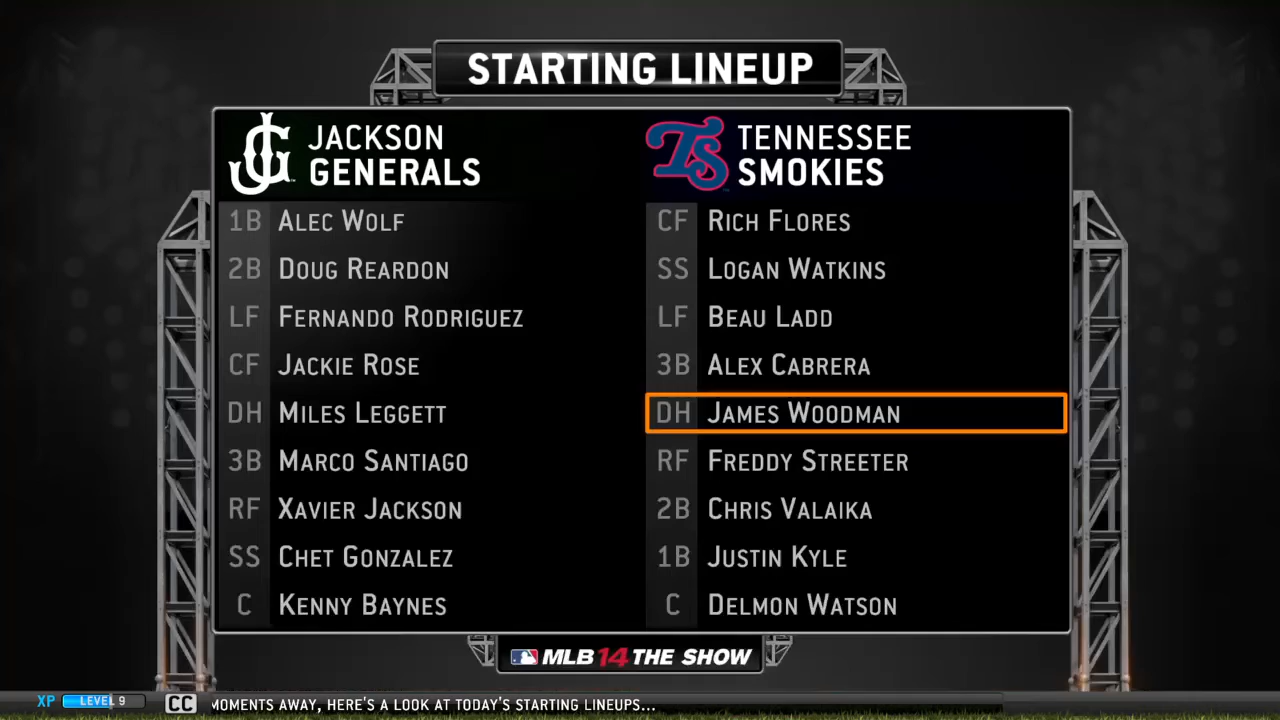 STARTING LINEUP
JG JACKSON GENERALS
TS TENNESSEE SMOKIES
1B ALEC WOLF
2B DOUG REARDON
LF FERNANDO RODRIGUEZ
CF JACKIE ROSE
DH MILES LEGGETT
3B MARCO SANTIAGO
RF XAVIER JACKSON
SS CHET GONZALEZ
C KENNY BAYNES
CF RICH FLORES
SS LOGAN WATKINS
LF BEAU LADD
3B ALEX CABRERA
DH JAMES WOODMAN
RF FREDDY STREETER
2B CHRIS VALAIKA
1B JUSTIN KYLE
C DELMON WATSON
MLB 14 THE SHOW
XP LEVEL 9 CC MOMENTS AWAY, HERE'S A LOOK AT TODAY'S STARTING LINEUPS...